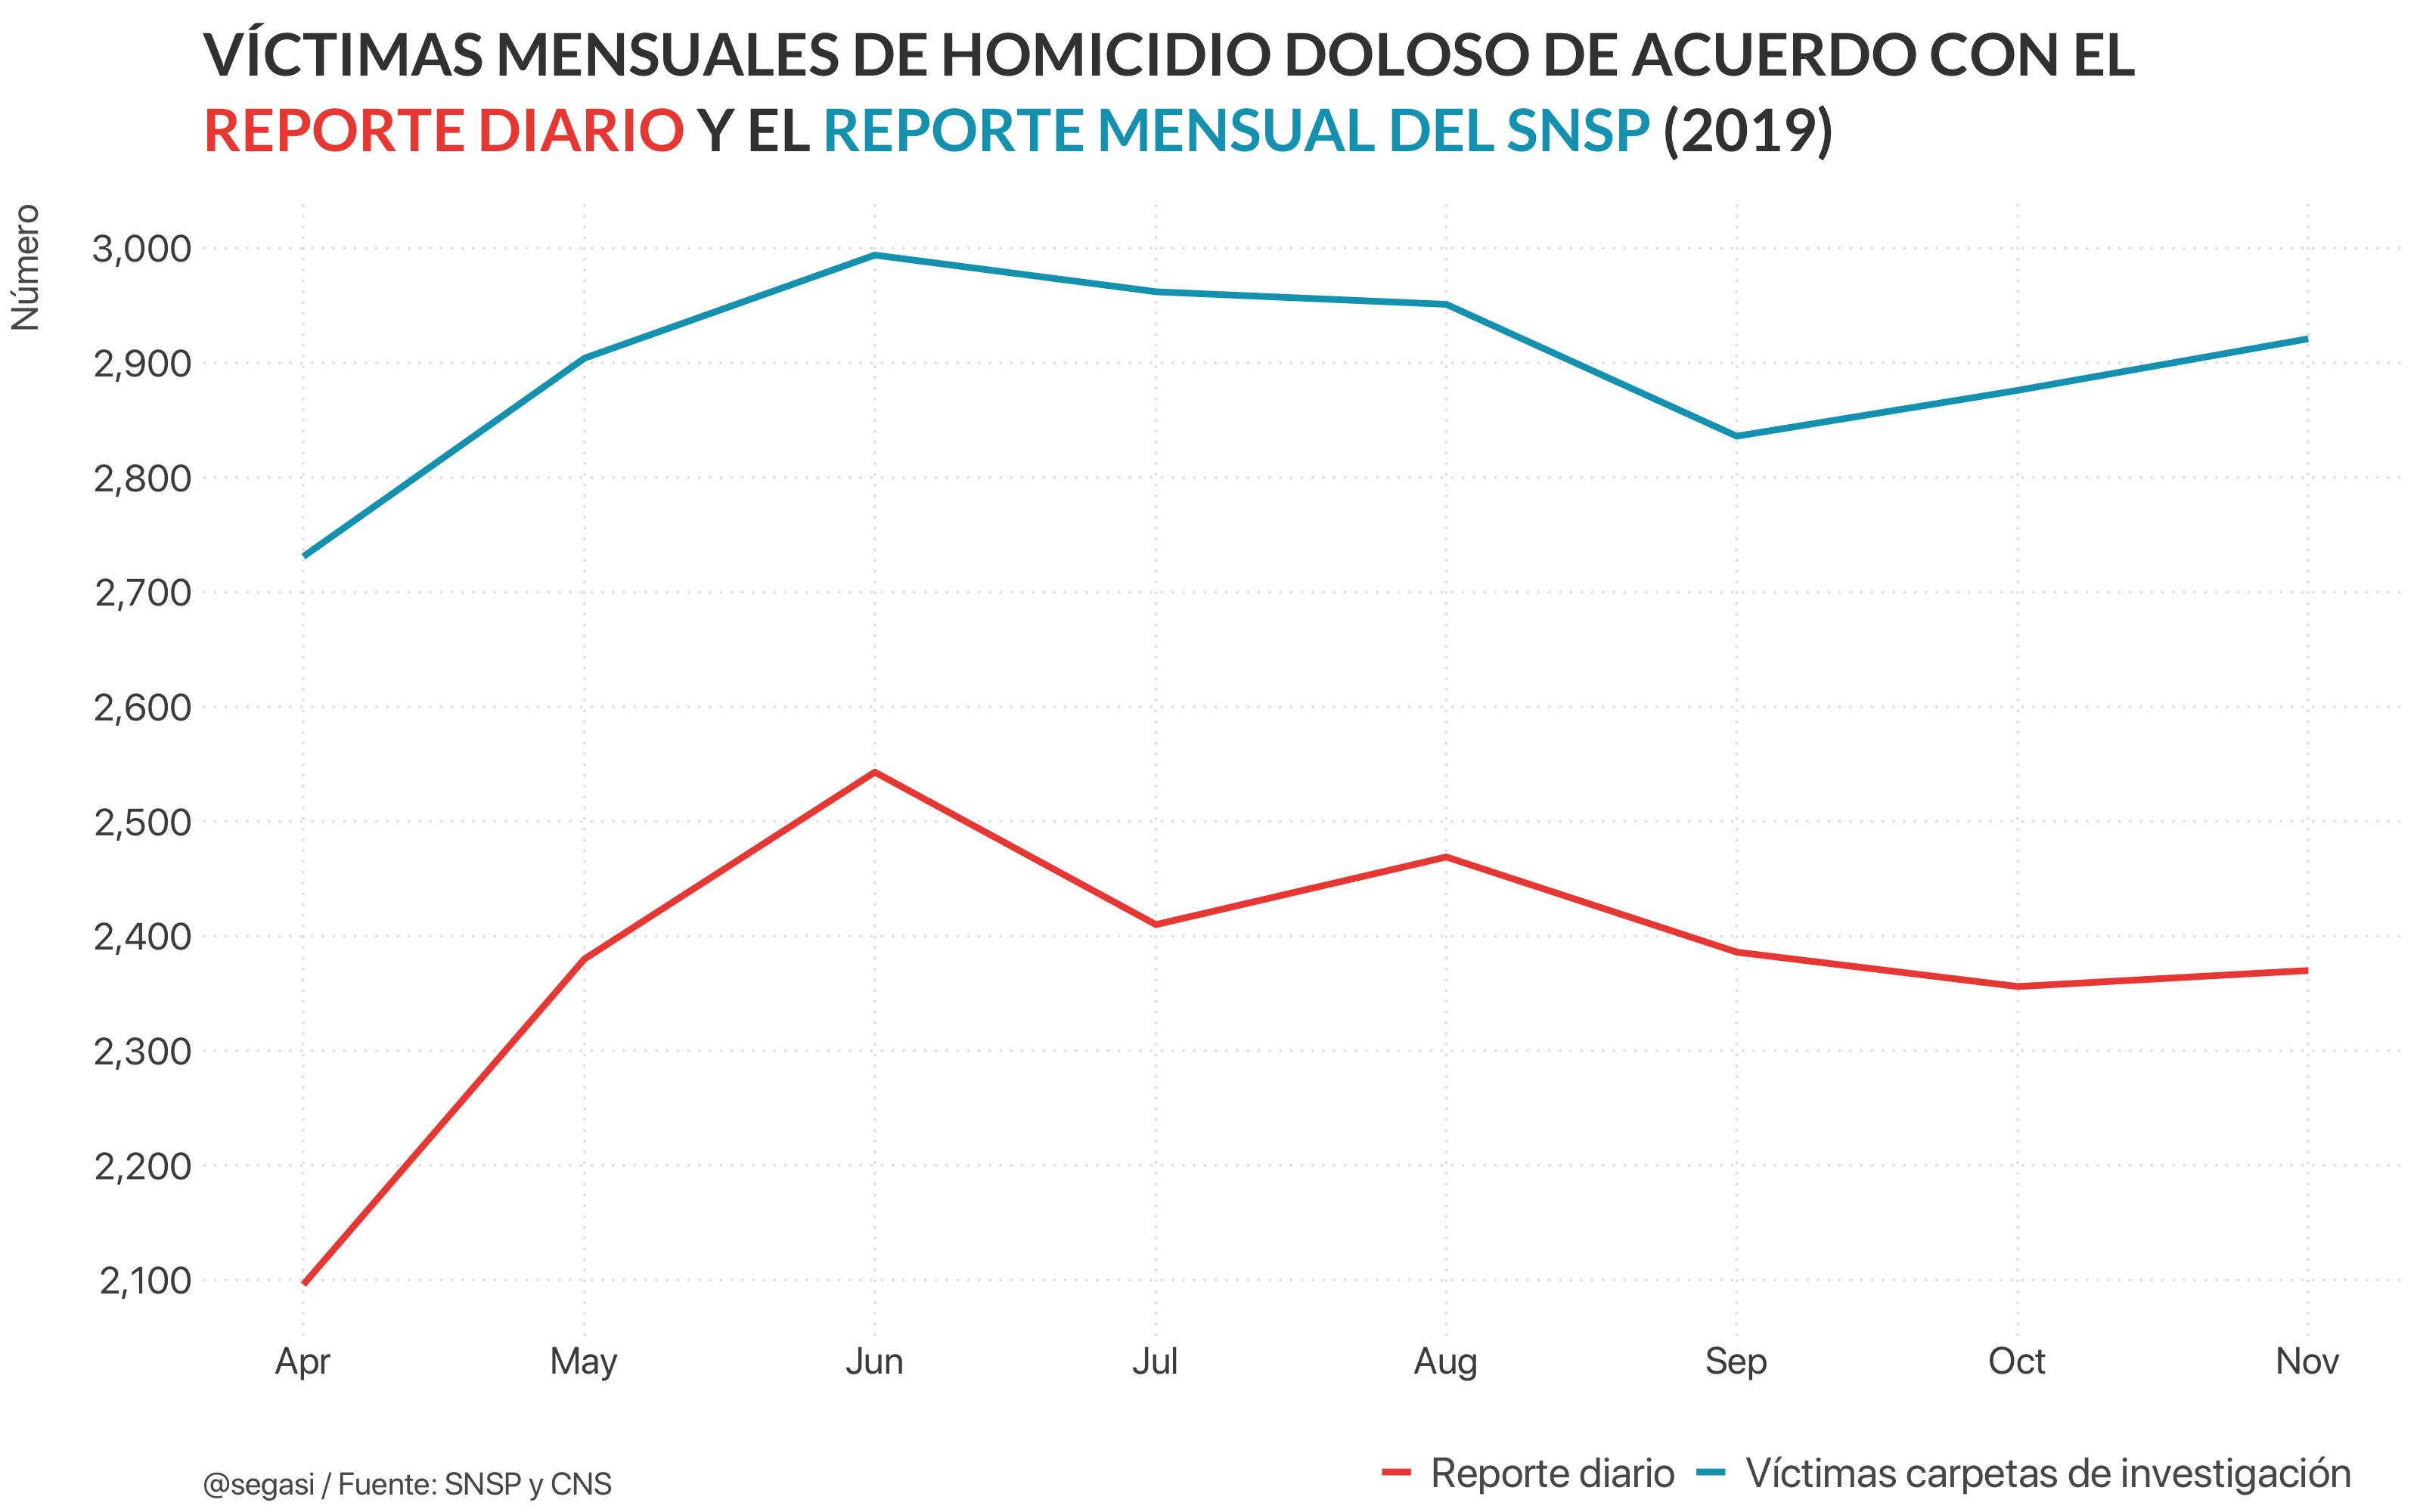 VÍCTIMAS MENSUALES DE HOMICIDIO DOLOSO DE ACUERDO CON EL
REPORTE DIARIO Y EL REPORTE MENSUAL DEL SNSP (2019)
Número
3,000
2,900
2,800
2,700
2,600
2,500
2,400
2,300
2,200
2,100
Apr May Jun Jul Aug Sep Oct Nov
Reporte diario Víctimas carpetas de investigación
@segasi / Fuente: SNSP y CNS